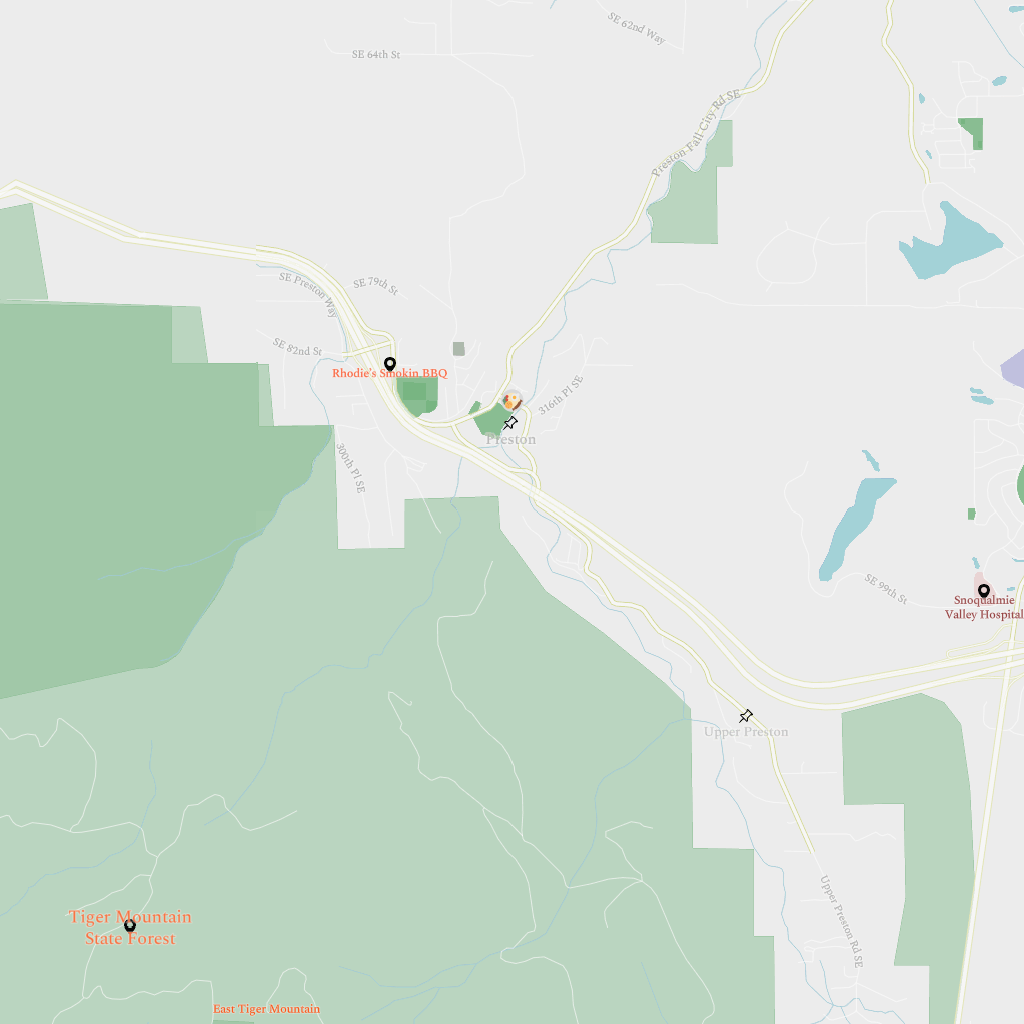 SE 62nd Way
SE 64th St
Preston Fall City Rd SE
SE Preston Way
SE 79th St
SE 82nd St
Rhodie's Smokin BBQ
316th Pl SE
Preston
300th Pl SE
SE 99th St
Snoqualmie
Valley Hospital
Upper Preston
Upper Preston Rd SE
Tiger Mountain
State Forest
East Tiger Mountain